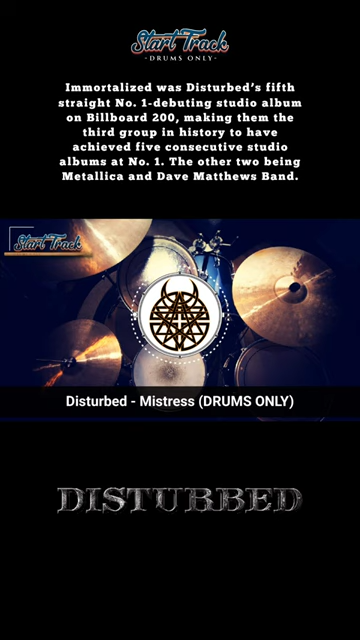 Start Track
-DRUMS ONLY-
Immortalized was Disturbed's fifth
straight No. 1-debuting studio album
on Billboard 200, making them the
third group in history to have
achieved five consecutive studio
albums at No. 1. The other two being
Metallica and Dave Matthews Band.
Start Track
Disturbed - Mistress (DRUMS ONLY)
DISTURBED